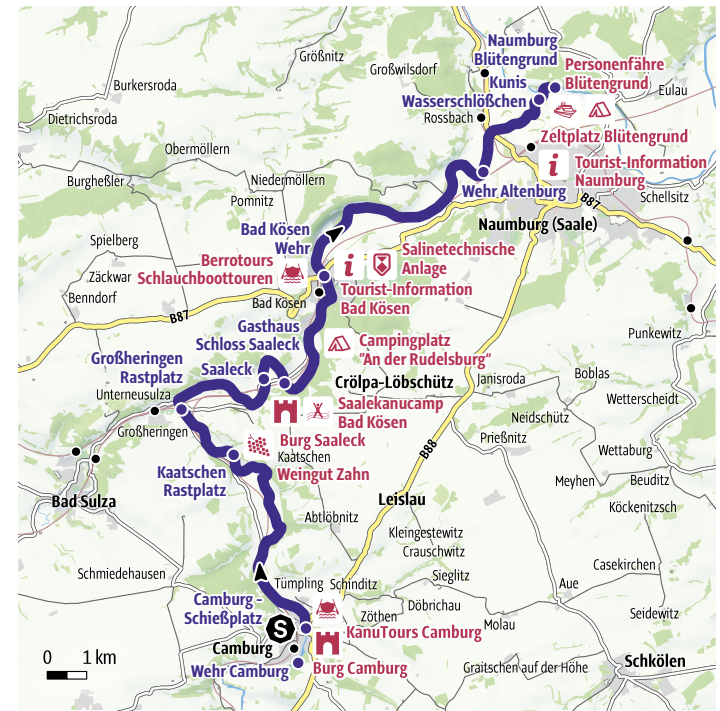 Naumburg
Blütengrund
Größnitz
Großwilsdorf
Personenfähre
Blütengrund
Burkersroda
Kunis
Wasserschlößchen
Eulau
Rossbach
Dietrichsroda
Zeltplatz Blütengrund
Obermöllern
i
Tourist-Information
Naumburg
Burgheßler
Niedermöllern
Wehr Altenburg
B87
Schellsitz
Pomnitz
Naumburg (Saale)
Bad Kösen
Wehr
Spielberg
Berrotours
Schlauchboottouren
i
Salinetechnische
Anlage
Zäckwar
Tourist-Information
Bad Kösen
Benndorf
Bad Kösen
B87
Gasthaus
Schloss Saaleck
Punkewitz
Großheringen
Rastplatz
Saaleck
Campingplatz
"An der Rudelsburg“
Crölpa-Löbschütz
Janisroda
Boblas
Unterneusulza
Wetterscheidt
Saalekanucamp
Bad Kösen
Neidschütz
Großheringen
Burg Saaleck
Prießnitz
Kaatschen
Weingut Zahn
B88
Wettaburg
Kaatschen
Rastplatz
Meyhen
Beuditz
Bad Sulza
Leislau
Köckenitzsch
Abtlöbnitz
Kleingestewitz
Crauschwitz
Casekirchen
Schmiedehausen
Sieglitz
Tümpling
Schinditz
Aue
Camburg –
Schießplatz
Döbrichau
Zöthen
Seidewitz
S
KanuTours Camburg
Molau
Camburg
0
1 km
Wehr Camburg
Burg Camburg
Graitschen auf der Höhe
Schkölen